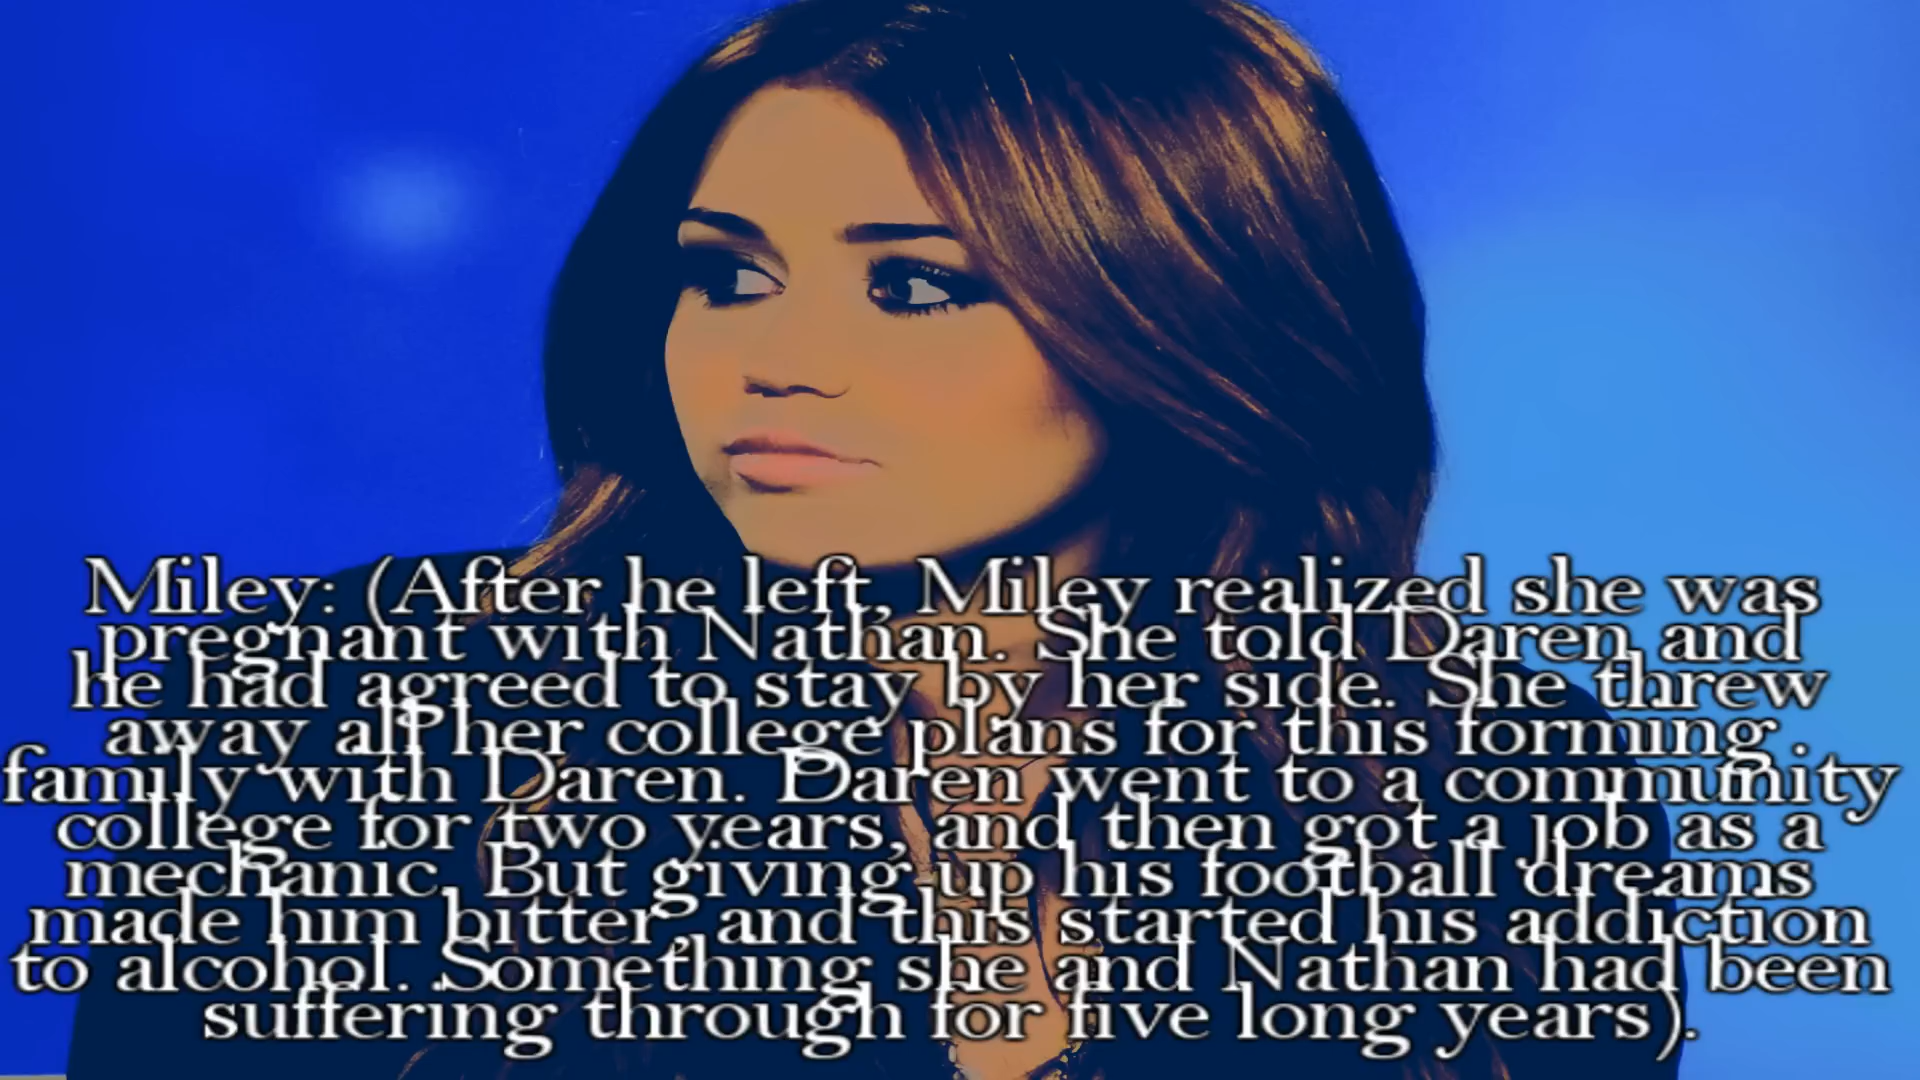 Miley: (After he left, Miley realized she was
pregnant with Nathan. She told Daren and
he had agreed to stay by her side. She threw
away all her college plans for this forming
family with Daren. Daren went to a community
college for two years, and then got a job as a
mechanic. But giving up his football dreams
made him bitter, and this started his addiction
to alcohol. Something she and Nathan had been
suffering through for five long years).